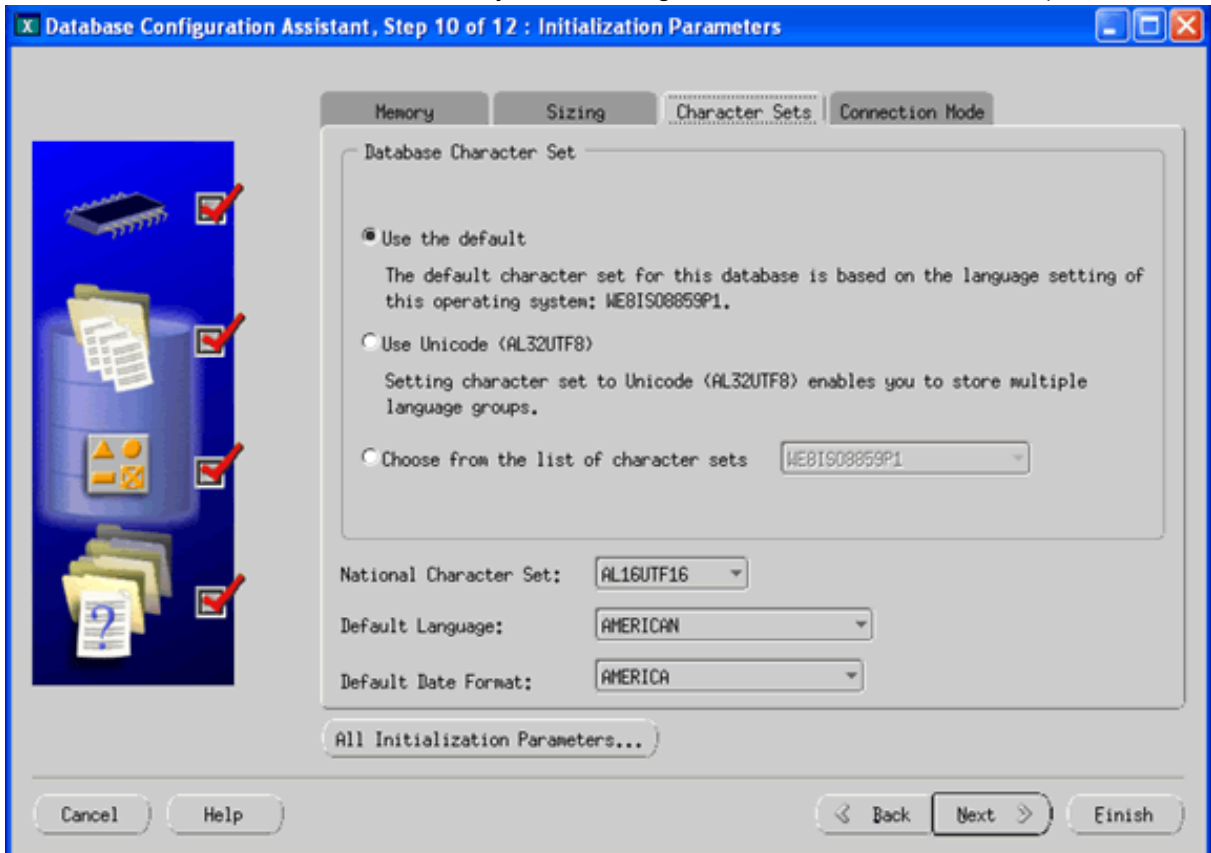 X Database Configuration Assistant, Step 10 of 12 : Initialization Parameters
Memory Sizing Character Sets Connection Mode
Database Character Set
Use the default
The default character set for this database is based on the language setting of
this operating system: WE8ISO8859P1.
Use Unicode (AL32UTF8)
Setting character set to Unicode (AL32UTF8) enables you to store multiple
language groups.
Choose from the list of character sets WE8ISO8859P1
National Character Set: AL16UTF16
Default Language: AMERICAN
Default Date Format: AMERICA
?
All Initialization Parameters...
Cancel Help Back Next Finish